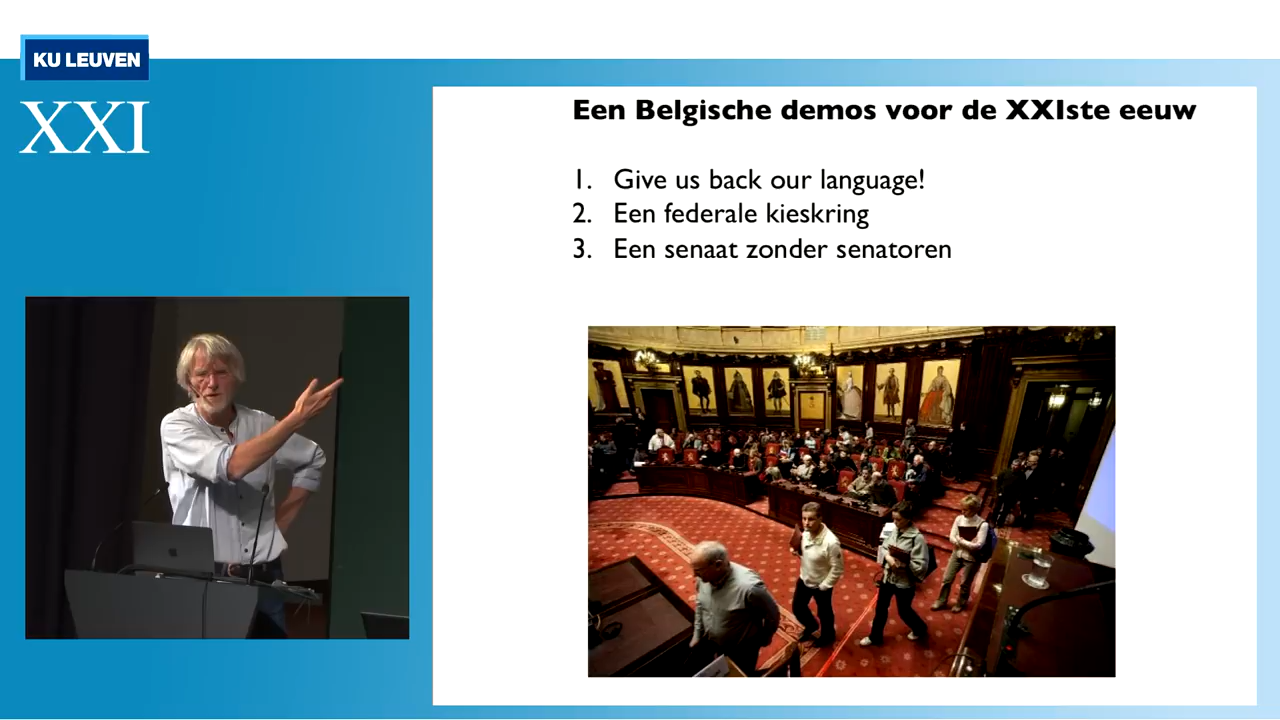 KU LEUVEN
XXI
Een Belgische demos voor de XXIste eeuw
1. Give us back our language!
2. Een federale kieskring
3. Een senaat zonder senatoren